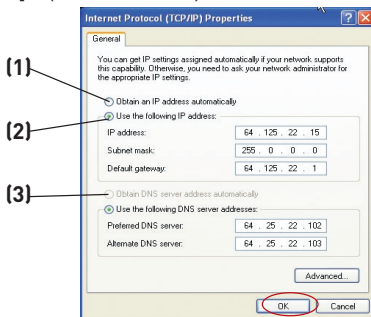 Internet Protocol (TCP/IP) Properties
General
You can get IP settings assigned automatically if your network supports
this capability. Otherwise, you need to ask your network administrator for
the appropriate IP settings.
(1)
Obtain an IP address automatically
(2)
Use the following IP address:
IP address: 64 . 125 . 22 . 15
Subnet mask: 255 . 0 . 0 . 0
Default gateway: 64 . 125 . 22 . 1
(3)
Obtain DNS server address automatically
Use the following DNS server addresses:
Preferred DNS server: 64 . 25 . 22 . 102
Alternate DNS server: 64 . 25 . 22 . 103
Advanced...
OK Cancel